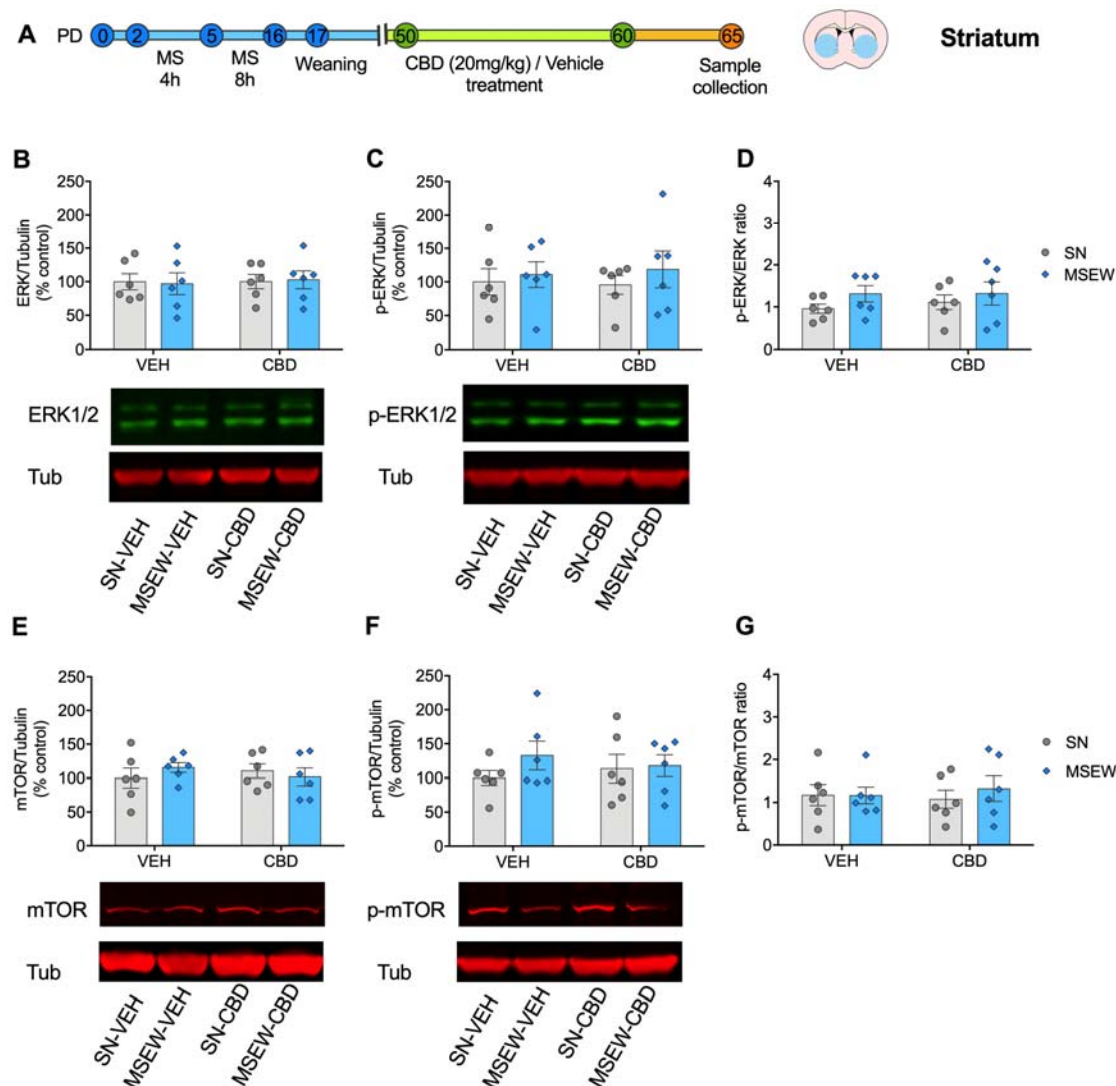 A
PD
0 2 5 16 17 50 60 65
MS
4h
MS
8h
Weaning
CBD (20mg/kg) / Vehicle
treatment
Sample
collection
Striatum
B
ERK/Tubulin
(% control)
250
200
150
100
50
0
VEH CBD
ERK1/2
Tub
SN-VEH
MSEW-VEH
SN-CBD
MSEW-CBD
C
p-ERK/Tubulin
(% control)
250
200
150
100
50
0
VEH CBD
p-ERK1/2
Tub
SN-VEH
MSEW-VEH
SN-CBD
MSEW-CBD
D
p-ERK/ERK ratio
4
3
2
1
0
VEH CBD
SN
MSEW
E
mTOR/Tubulin
(% control)
250
200
150
100
50
0
VEH CBD
mTOR
Tub
SN-VEH
MSEW-VEH
SN-CBD
MSEW-CBD
F
p-mTOR/Tubulin
(% control)
250
200
150
100
50
0
VEH CBD
p-mTOR
Tub
SN-VEH
MSEW-VEH
SN-CBD
MSEW-CBD
G
p-mTOR/mTOR ratio
4
3
2
1
0
VEH CBD
SN
MSEW